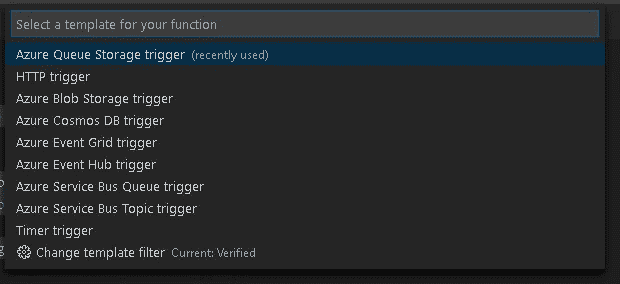 Select a template for your function
Azure Queue Storage trigger (recently used)
HTTP trigger
Azure Blob Storage trigger
Azure Cosmos DB trigger
Azure Event Grid trigger
Azure Event Hub trigger
Azure Service Bus Queue trigger
Azure Service Bus Topic trigger
Timer trigger
Change template filter Current: Verified